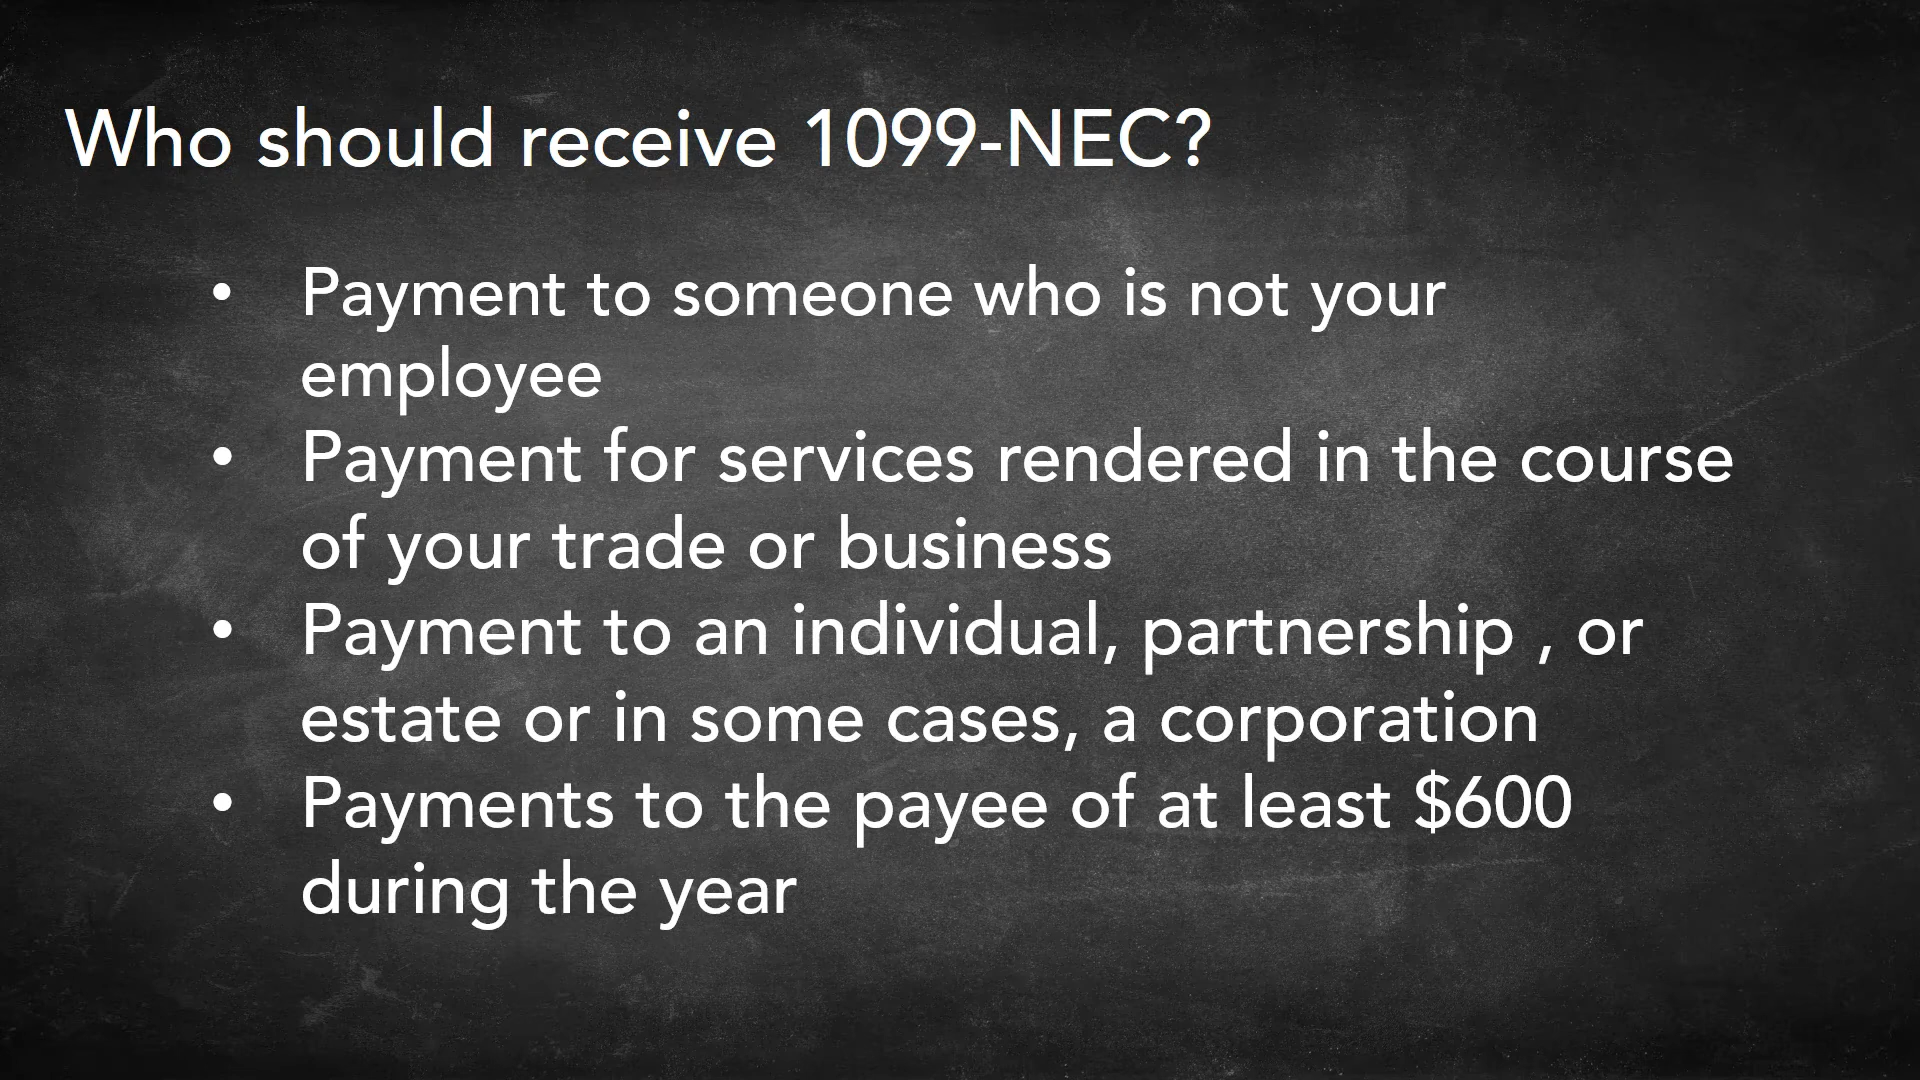 Who should receive 1099-NEC?
• Payment to someone who is not your
employee
• Payment for services rendered in the course
of your trade or business
• Payment to an individual, partnership , or
estate or in some cases, a corporation
• Payments to the payee of at least $600
during the year